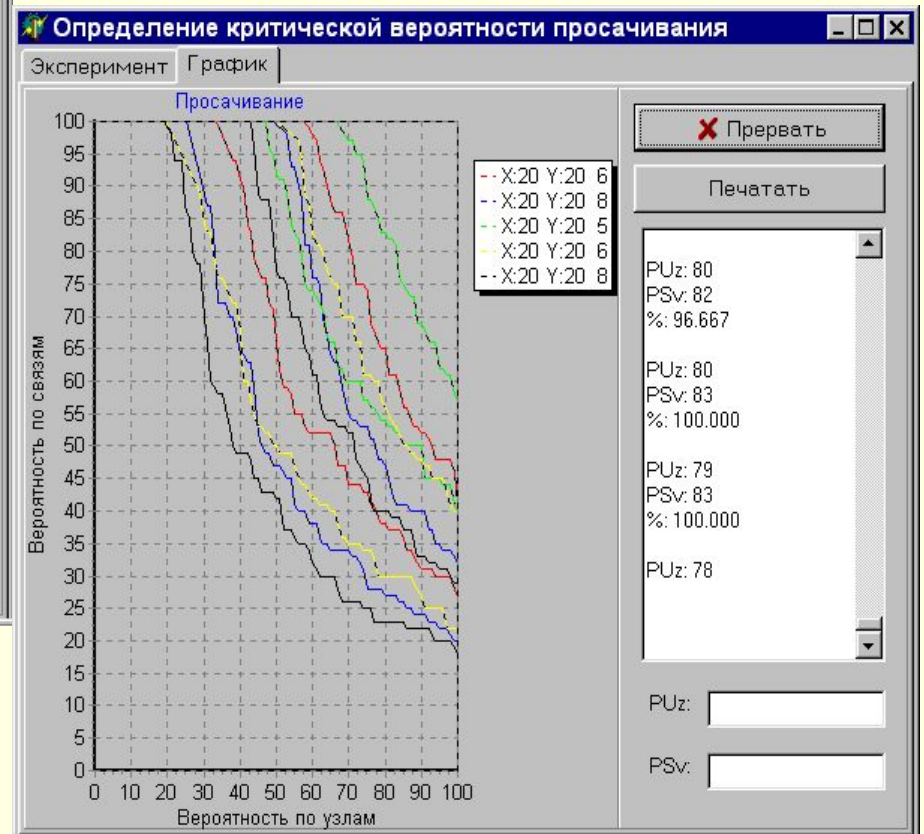 Определение критической вероятности просачивания
Эксперимент График
Просачивание
100
95
90
85
80
75
70
65
60
55
50
45
40
35
30
25
20
15
10
5
0
Вероятность по связям
0 10 20 30 40 50 60 70 80 90 100
Вероятность по узлам
X:20 Y:20 6
X:20 Y:20 8
X:20 Y:20 5
X:20 Y:20 6
X:20 Y:20 8
Прервать
Печатать
PUz: 80
PSv: 82
%: 96.667
PUz: 80
PSv: 83
%: 100.000
PUz: 79
PSv: 83
%: 100.000
PUz: 78
PUz:
PSv: